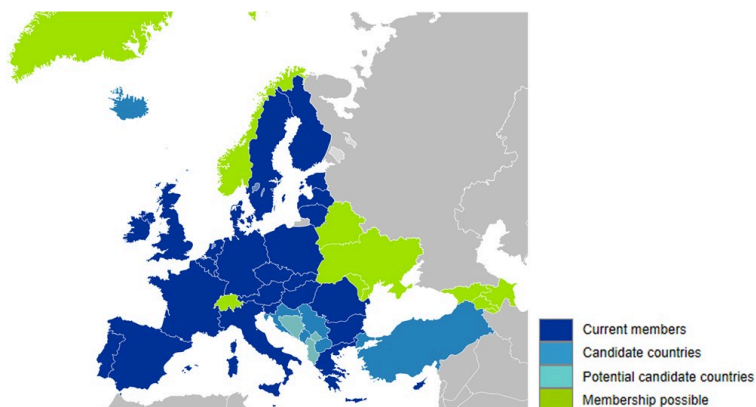 Current members
Candidate countries
Potential candidate countries
Membership possible